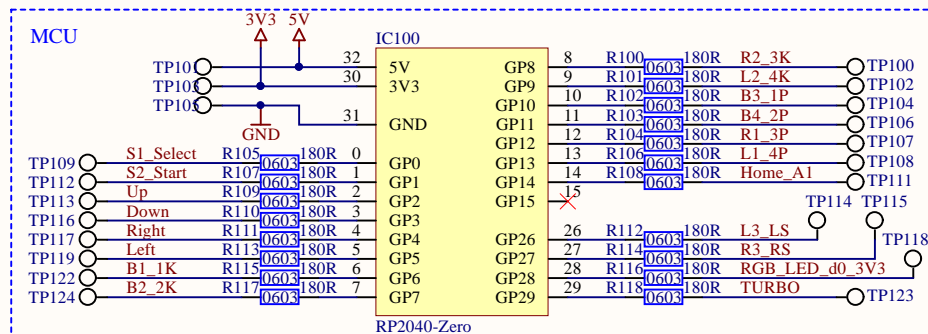 3V3 5V
MCU
IC100
TP101 32 5V GP8 8 R100 0603 180R R2_3K TP100
TP103 30 3V3 GP9 9 R101 0603 180R L2_4K TP102
TP105 GP10 10 R102 0603 180R B3_1P TP104
31 GND GP11 11 R103 0603 180R B4_2P TP106
GND GP12 12 R104 0603 180R R1_3P TP107
TP109 S1_Select R105 0603 180R 0 GP0 GP13 13 R106 0603 180R L1_4P TP108
TP112 S2_Start R107 0603 180R 1 GP1 GP14 14 R108 0603 180R Home_A1 TP111
TP113 Up R109 0603 180R 2 GP2 GP15 15
TP116 Down R110 0603 180R 3 GP3 TP114 TP115
TP117 Right R111 0603 180R 4 GP4 GP26 26 R112 0603 180R L3_LS
TP119 Left R113 0603 180R 5 GP5 GP27 27 R114 0603 180R R3_RS TP118
TP122 B1_1K R115 0603 180R 6 GP6 GP28 28 R116 0603 180R RGB_LED_d0_3V3
TP124 B2_2K R117 0603 180R 7 GP7 GP29 29 R118 0603 180R TURBO TP123
RP2040-Zero